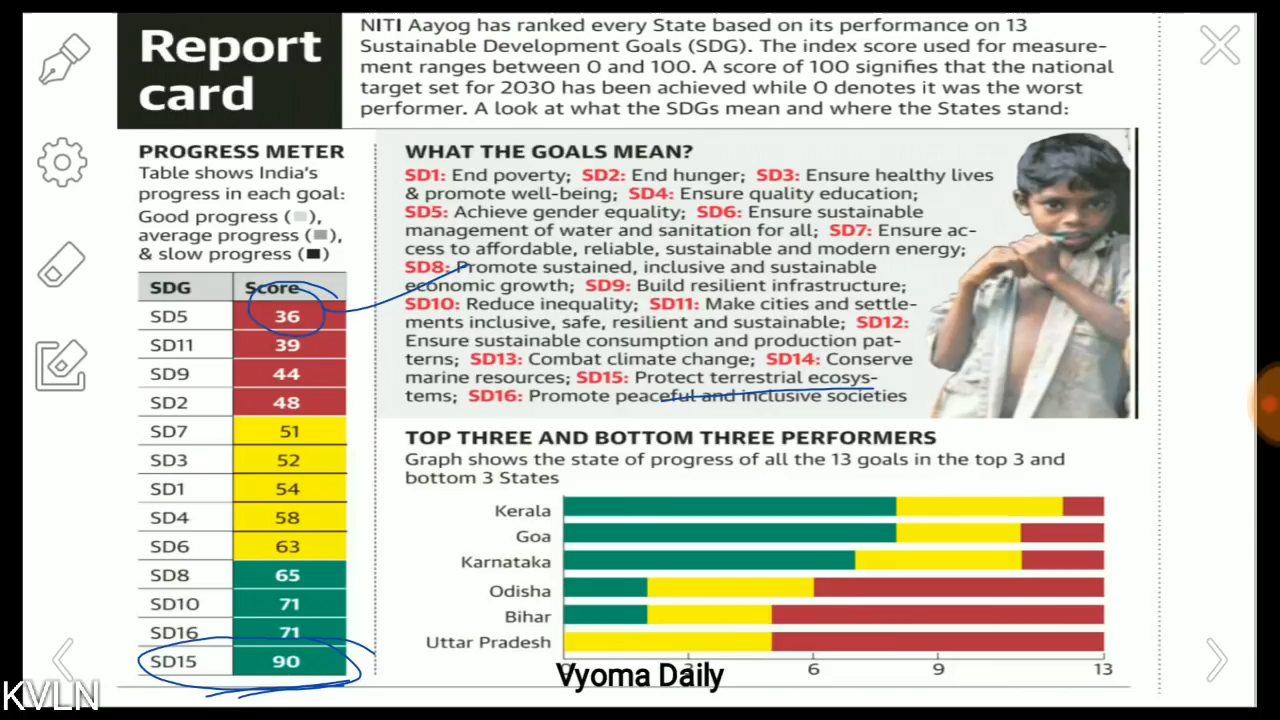 Report
card
NITI Aayog has ranked every State based on its performance on 13
Sustainable Development Goals (SDG). The index score used for measure-
ment ranges between 0 and 100. A score of 100 signifies that the national
target set for 2030 has been achieved while 0 denotes it was the worst
performer. A look at what the SDGs mean and where the States stand:
PROGRESS METER
Table shows India's
progress in each goal:
Good progress ( ),
average progress ( ),
& slow progress ( )
SDG Score
SD5 36
SD11 39
SD9 44
SD2 48
SD7 51
SD3 52
SD1 54
SD4 58
SD6 63
SD8 65
SD10 71
SD16 71
SD15 90
WHAT THE GOALS MEAN?
SD1: End poverty; SD2: End hunger; SD3: Ensure healthy lives
& promote well-being; SD4: Ensure quality education;
SD5: Achieve gender equality; SD6: Ensure sustainable
management of water and sanitation for all; SD7: Ensure ac-
cess to affordable, reliable, sustainable and modern energy;
SD8: Promote sustained, inclusive and sustainable
economic growth; SD9: Build resilient infrastructure;
SD10: Reduce inequality; SD11: Make cities and settle-
ments inclusive, safe, resilient and sustainable; SD12:
Ensure sustainable consumption and production pat-
terns; SD13: Combat climate change; SD14: Conserve
marine resources; SD15: Protect terrestrial ecosys-
tems; SD16: Promote peaceful and inclusive societies
TOP THREE AND BOTTOM THREE PERFORMERS
Graph shows the state of progress of all the 13 goals in the top 3 and
bottom 3 States
Kerala
Goa
Karnataka
Odisha
Bihar
Uttar Pradesh
6 9 13
Vyoma Daily
KVLN